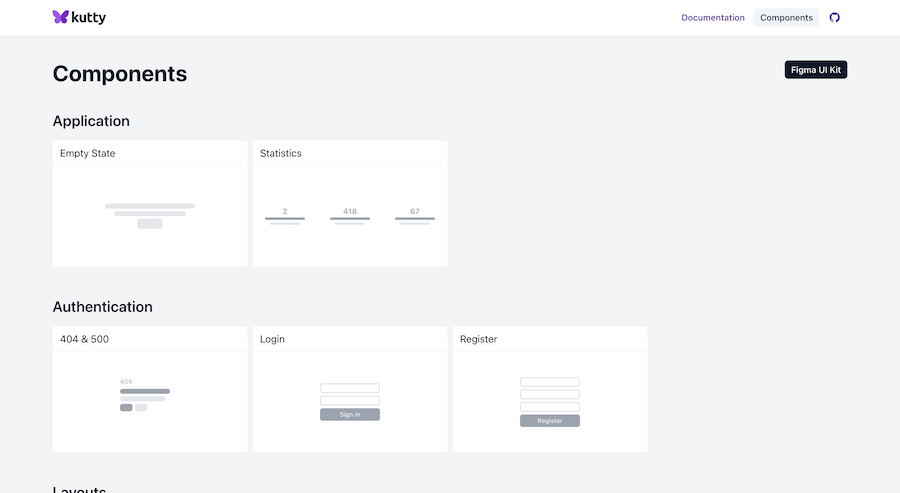 kutty
Documentation
Components
Components
Figma UI Kit
Application
Empty State
Statistics
2
418
67
Authentication
404 & 500
Login
Register
404
Sign in
Register
Layouts